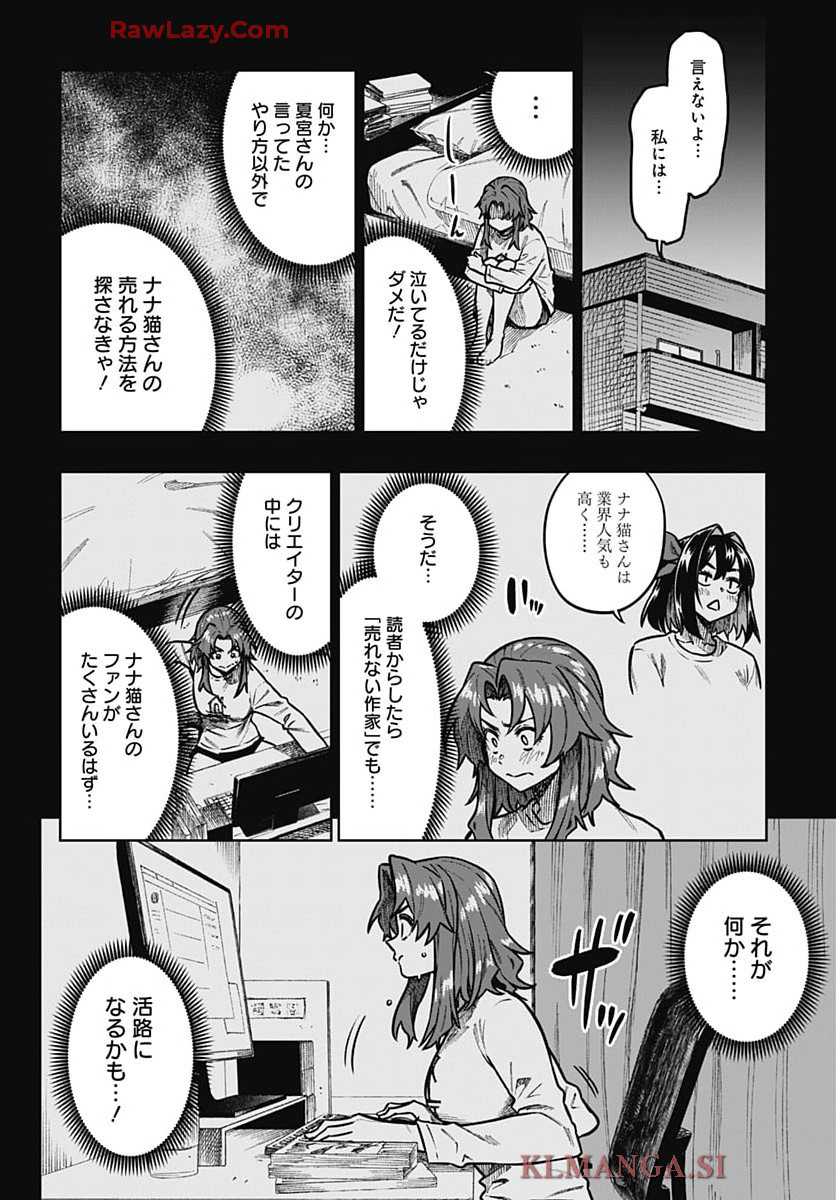 RawLazy.Com
言えないよ…
私には…
…
ぐ
すん
泣いてるだけじゃ
ダメだ！
何か…
夏宮さんの
言ってた
やり方以外で
ナナ猫さんの
売れる方法を
探さなきゃ！
ナナ猫さんは
業界人気も
高く……
そうだ…
読者からしたら
「売れない作家」でも……
クリエイターの
中には
ナナ猫さんの
ファンが
たくさんいるはず…
それが
何か……
ガバッ
活路に
なるかも…！
KLMANGA.SI